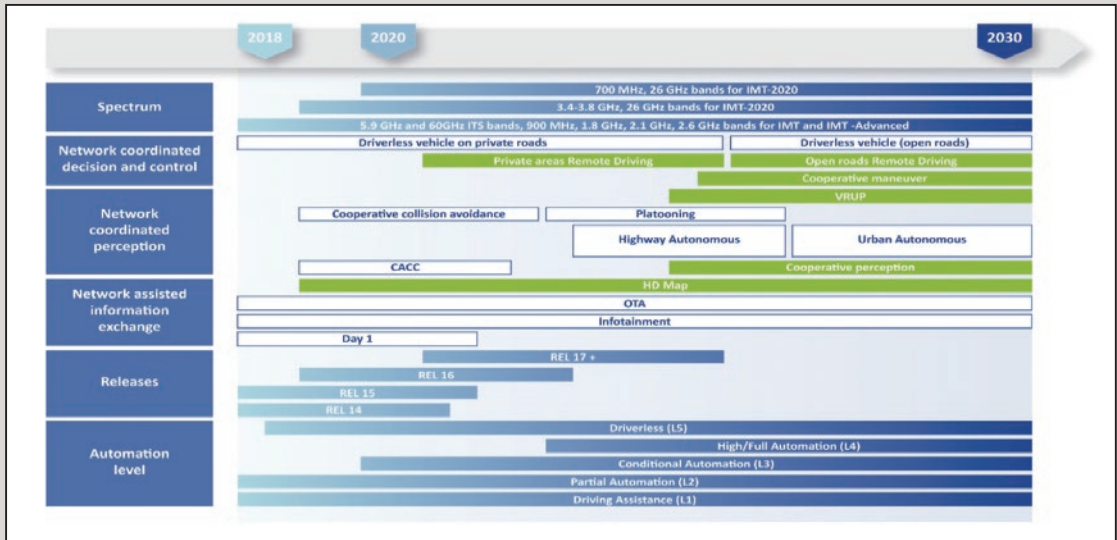 2018
2020
2030
Spectrum
700 MHz, 26 GHz bands for IMT-2020
3.4-3.8 GHz, 26 GHz bands for IMT-2020
5.9 GHz and 60GHz ITS bands, 900 MHz, 1.8 GHz, 2.1 GHz, 2.6 GHz bands for IMT and IMT -Advanced
Network coordinated
decision and control
Driverless vehicle on private roads
Driverless vehicle (open roads)
Private areas Remote Driving
Open roads Remote Driving
Cooperative maneuver
VRUP
Network
coordinated
perception
Cooperative collision avoidance
Platooning
Highway Autonomous
Urban Autonomous
CACC
Cooperative perception
Network assisted
information
exchange
HD Map
OTA
Infotainment
Day 1
Releases
REL 17 +
REL 16
REL 15
REL 14
Automation
level
Driverless (L5)
High/Full Automation (L4)
Conditional Automation (L3)
Partial Automation (L2)
Driving Assistance (L1)